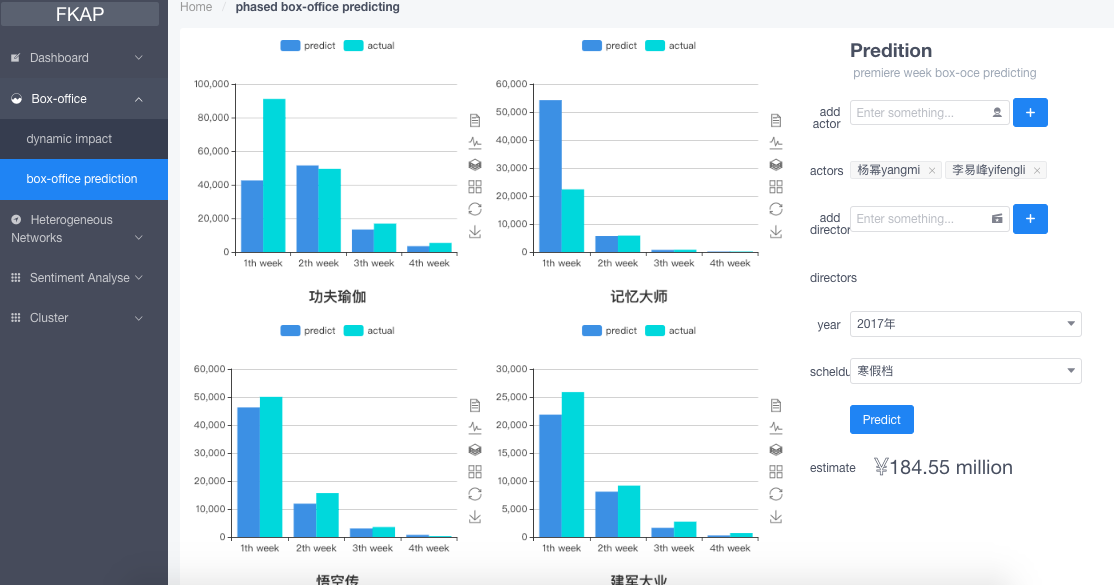 FKAP
Dashboard
Box-office
dynamic impact
box-office prediction
Heterogeneous
Networks
Sentiment Analyse
Cluster
Home / phased box-office predicting
predict actual
100,000
80,000
60,000
40,000
20,000
0
1th week 2th week 3th week 4th week
功夫瑜伽
predict actual
60,000
50,000
40,000
30,000
20,000
10,000
0
1th week 2th week 3th week 4th week
记忆大师
predict actual
60,000
50,000
40,000
30,000
20,000
10,000
0
1th week 2th week 3th week 4th week
悟空传
predict actual
30,000
25,000
20,000
15,000
10,000
5,000
0
1th week 2th week 3th week 4th week
建军大业
Predition
premiere week box-oce predicting
add
actor
Enter something...
+
actors 杨幂yangmi × 李易峰yifengli ×
add
director
Enter something...
+
directors
year 2017年
scheldu 寒假档
Predict
estimate ¥184.55 million